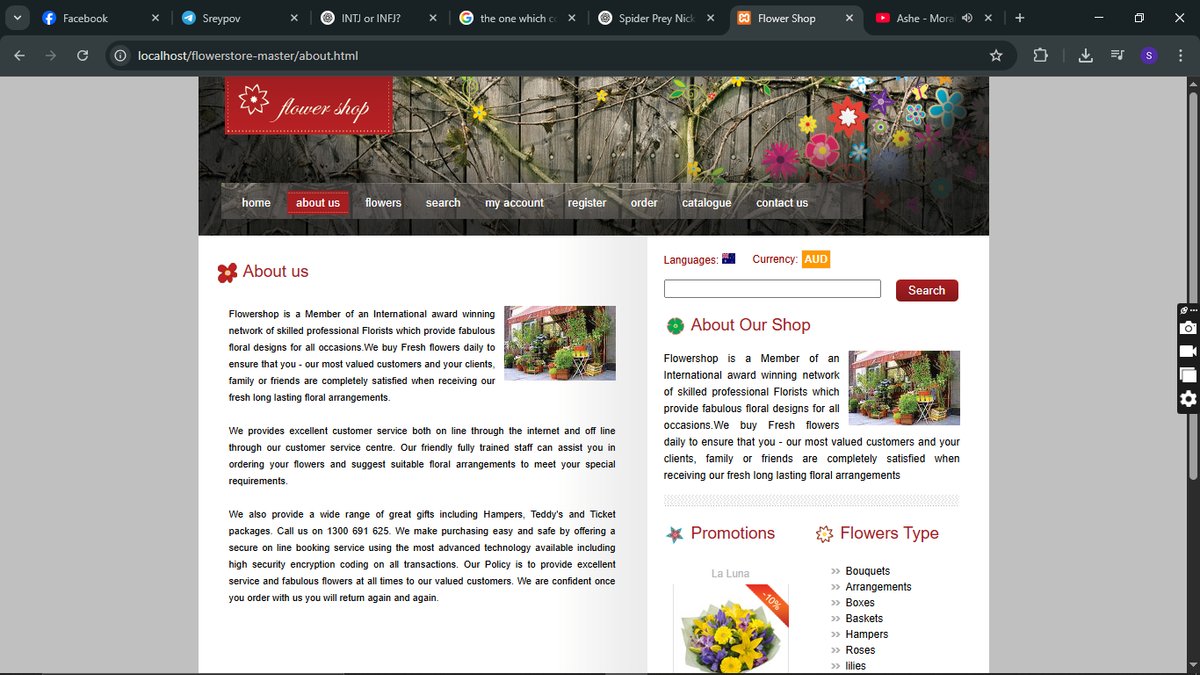 Facebook
Sreypov
INTJ or INFJ?
the one which co
Spider Prey Nick
Flower Shop
Ashe - Mora
localhost/flowerstore-master/about.html
S
flower shop
home about us flowers search my account register order catalogue contact us
About us
Flowershop is a Member of an International award winning
network of skilled professional Florists which provide fabulous
floral designs for all occasions.We buy Fresh flowers daily to
ensure that you - our most valued customers and your clients,
family or friends are completely satisfied when receiving our
fresh long lasting floral arrangements.
We provides excellent customer service both on line through the internet and off line
through our customer service centre. Our friendly fully trained staff can assist you in
ordering your flowers and suggest suitable floral arrangements to meet your special
requirements.
We also provide a wide range of great gifts including Hampers, Teddy's and Ticket
packages. Call us on 1300 691 625. We make purchasing easy and safe by offering a
secure on line booking service using the most advanced technology available including
high security encryption coding on all transactions. Our Policy is to provide excellent
service and fabulous flowers at all times to our valued customers. We are confident once
you order with us you will return again and again.
Languages: Currency: AUD
Search
About Our Shop
Flowershop is a Member of an
International award winning network
of skilled professional Florists which
provide fabulous floral designs for all
occasions.We buy Fresh flowers
daily to ensure that you - our most valued customers and your
clients, family or friends are completely satisfied when
receiving our fresh long lasting floral arrangements
Promotions
La Luna
-10%
Flowers Type
Bouquets
Arrangements
Boxes
Baskets
Hampers
Roses
lilies